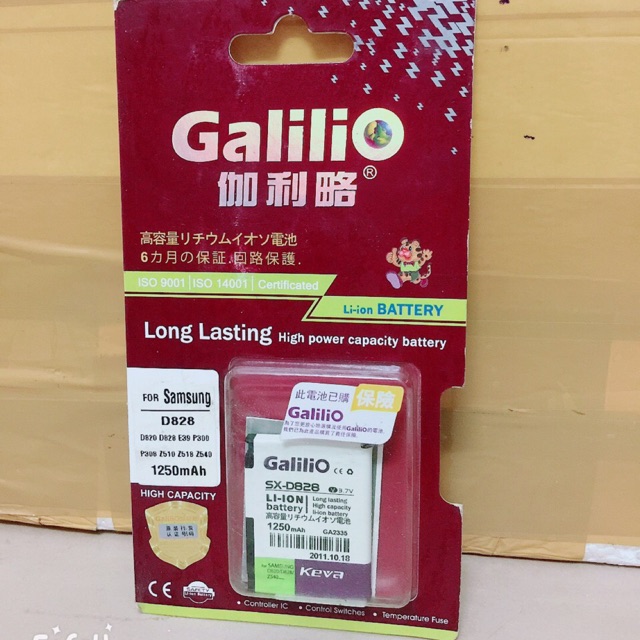 GaliliO
伽利略®
高容量リチウムイオソ電池
6カ月の保証.回路保護.
ISO 9001 | ISO 14001 | Certificated
Li-ion BATTERY
Long Lasting High power capacity battery
FOR Samsung
D828
D820 D828 E39 P300
P308 Z510 Z518 Z540
1250mAh
HIGH CAPACITY
CE
Li-Ion Battery
此電池已購 保險
GaliliO
GaliliO
SX-D828 3.7V
LI-ION battery
Long lasting
High capacity
li-ion battery
高容量リチウムイオソ電池
1250mAh GA2335
2011.10.18
FOR SAMSUNG
Keva
• Controller IC • Control Switches • Temperature Fuse